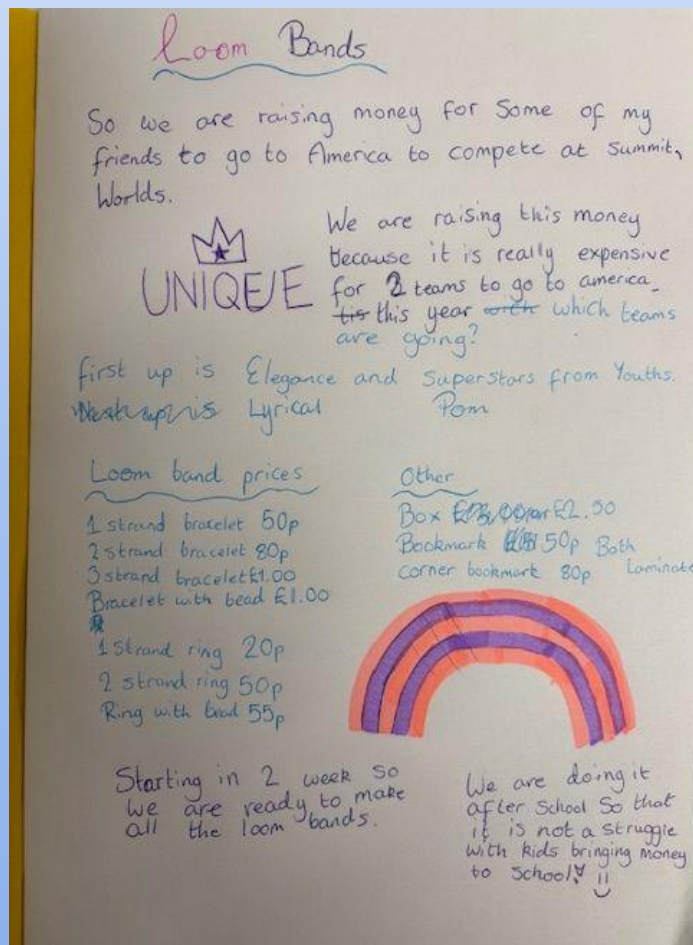 Loom Bands
So we are raising money for Some of my
friends to go to America to compete at Summit,
Worlds.
UNIQEUE
We are raising this money
because it is really expensive
for 2 teams to go to america
tis this year wich which teams
are going?
first up is Elegance and Superstars from Youths.
Lyrical Pom
Loom band prices
1 strand bracelet 50p
2 strand bracelet 80p
3 strand bracelet £1.00
Bracelet with bead £1.00
1 strand ring 20p
2 strand ring 50p
Ring with bead 55p
Other
Box £2.50
Bookmark 50p Both
corner bookmark 80p Laminate
Starting in 2 week so
we are ready to make
all the loom bands.
We are doing it
after school So that
it is not a struggle
with kids bringing money
to school!